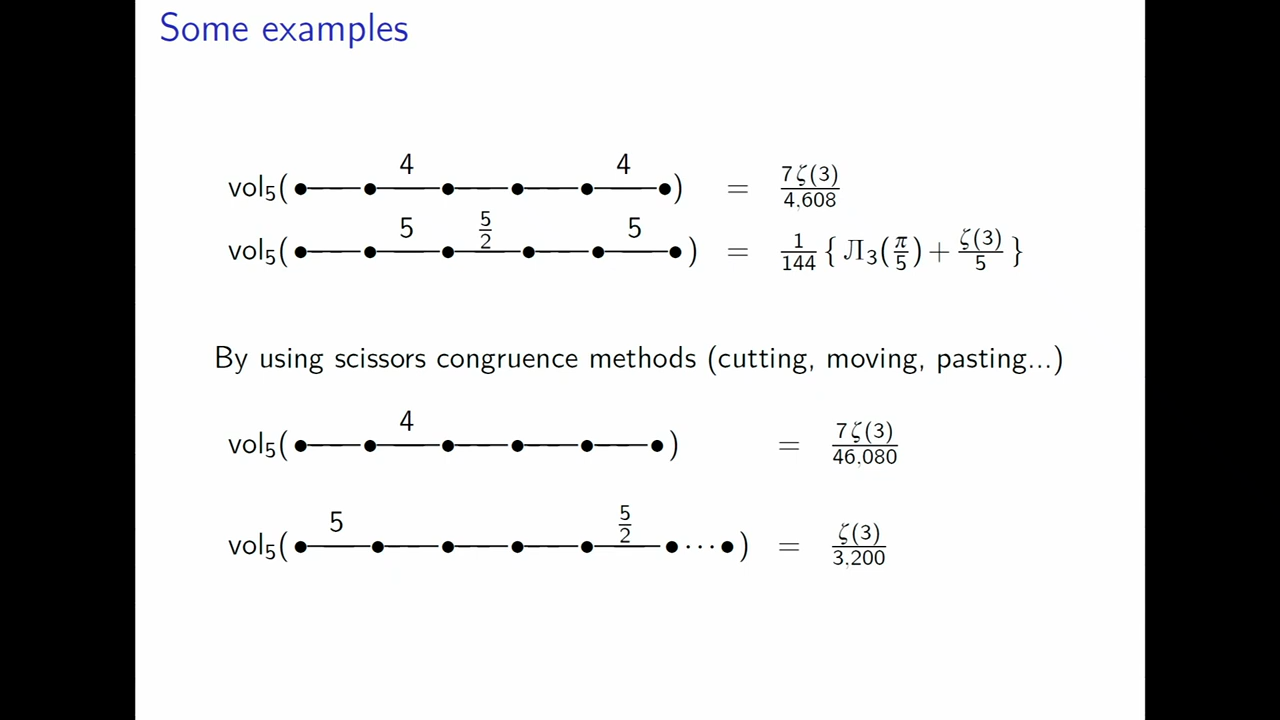 Some examples
vol₅( •—•—4—•—•—•—4—• ) = 7ζ(3)/4,608
vol₅( •—•—5—•—5/2—•—•—5—• ) = 1/144 { Л₃(π/5) + ζ(3)/5 }
By using scissors congruence methods (cutting, moving, pasting...)
vol₅( •—•—4—•—•—•—• ) = 7ζ(3)/46,080
vol₅( •—5—•—•—•—•—5/2—•···• ) = ζ(3)/3,200